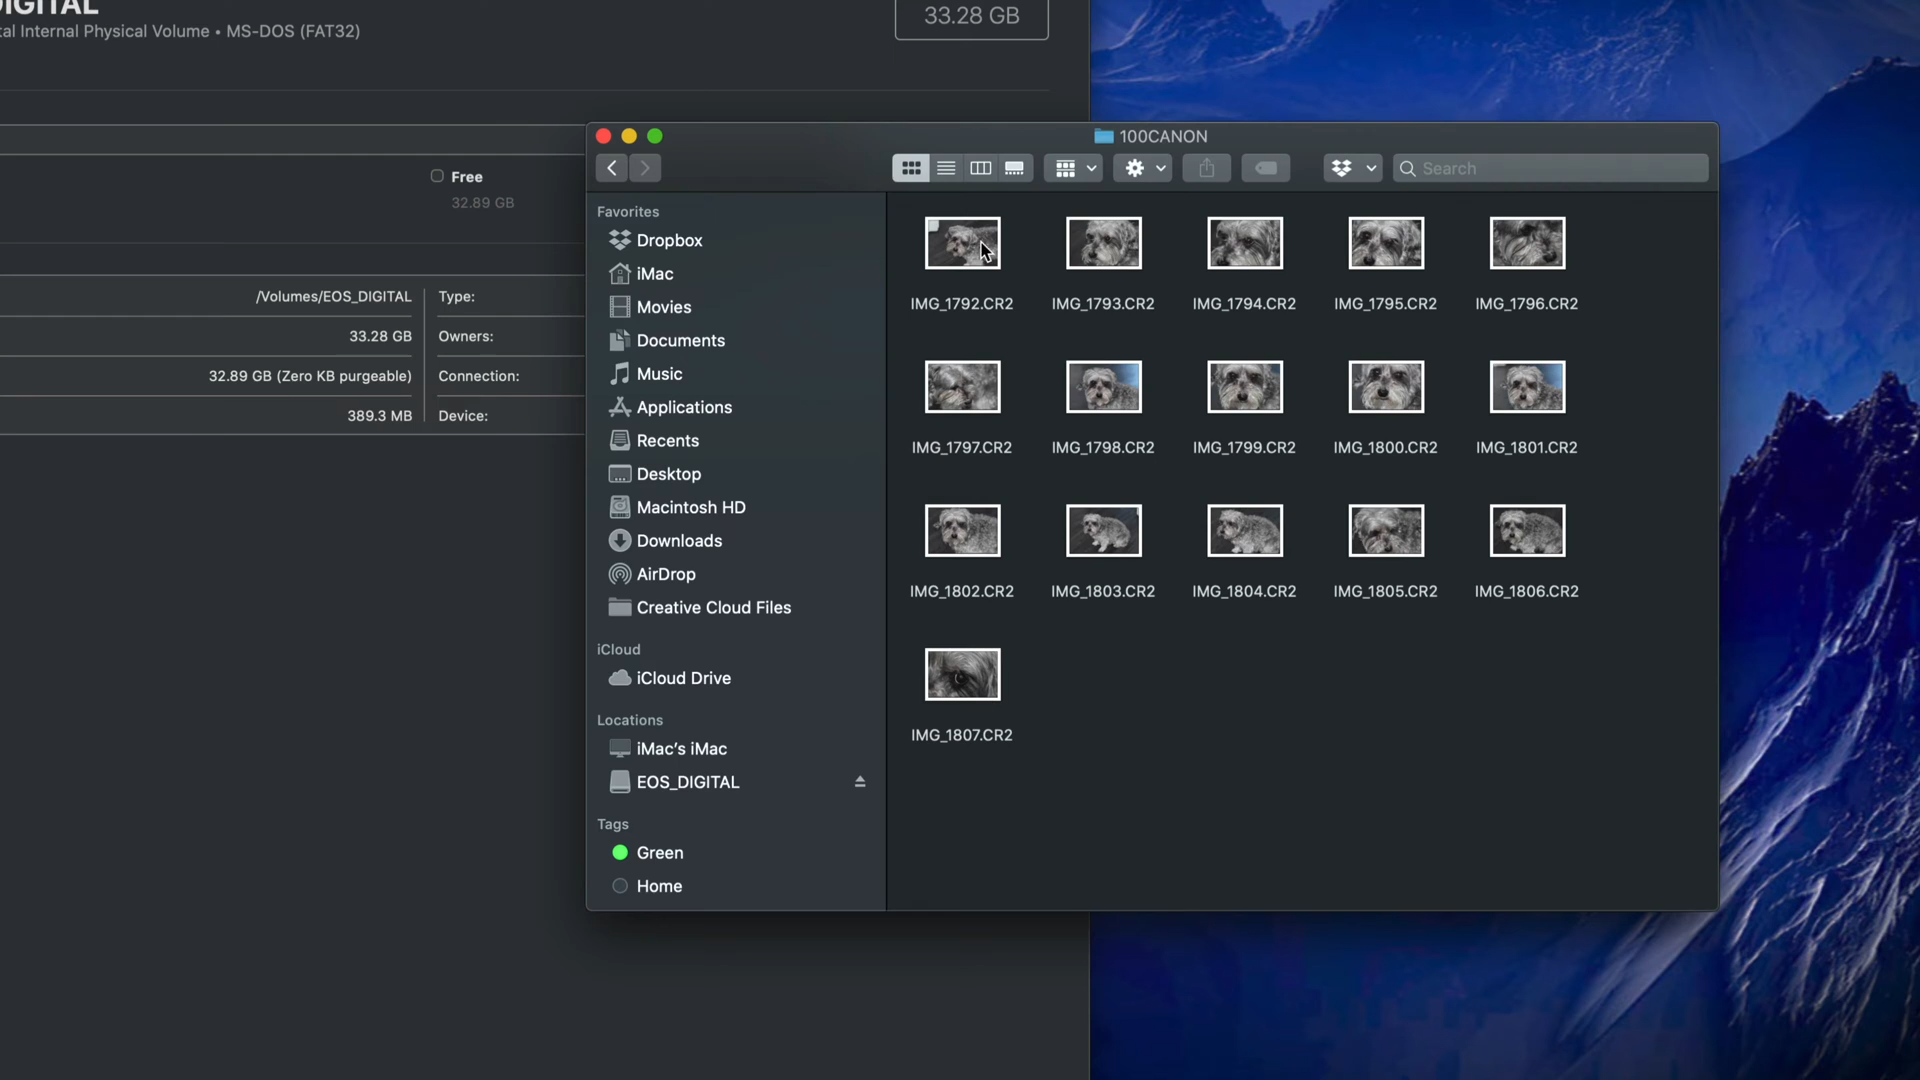 33.28 GB
al Internal Physical Volume • MS-DOS (FAT32)
Free
32.89 GB
/Volumes/EOS_DIGITAL
Type:
33.28 GB
Owners:
32.89 GB (Zero KB purgeable)
Connection:
389.3 MB
Device:
100CANON
Search
Favorites
Dropbox
iMac
Movies
Documents
Music
Applications
Recents
Desktop
Macintosh HD
Downloads
AirDrop
Creative Cloud Files
iCloud
iCloud Drive
Locations
iMac's iMac
EOS_DIGITAL
Tags
Green
Home
IMG_1792.CR2 IMG_1793.CR2 IMG_1794.CR2 IMG_1795.CR2 IMG_1796.CR2
IMG_1797.CR2 IMG_1798.CR2 IMG_1799.CR2 IMG_1800.CR2 IMG_1801.CR2
IMG_1802.CR2 IMG_1803.CR2 IMG_1804.CR2 IMG_1805.CR2 IMG_1806.CR2
IMG_1807.CR2